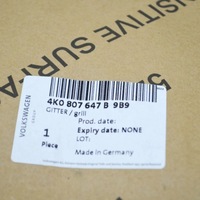 SITIVE SURFA
VOLKSWAGEN
4K0 807 647 B 9B9
GITTER / grill
Prod. date:
Expiry date: NONE
LOT:
1
Piece
Made in Germany